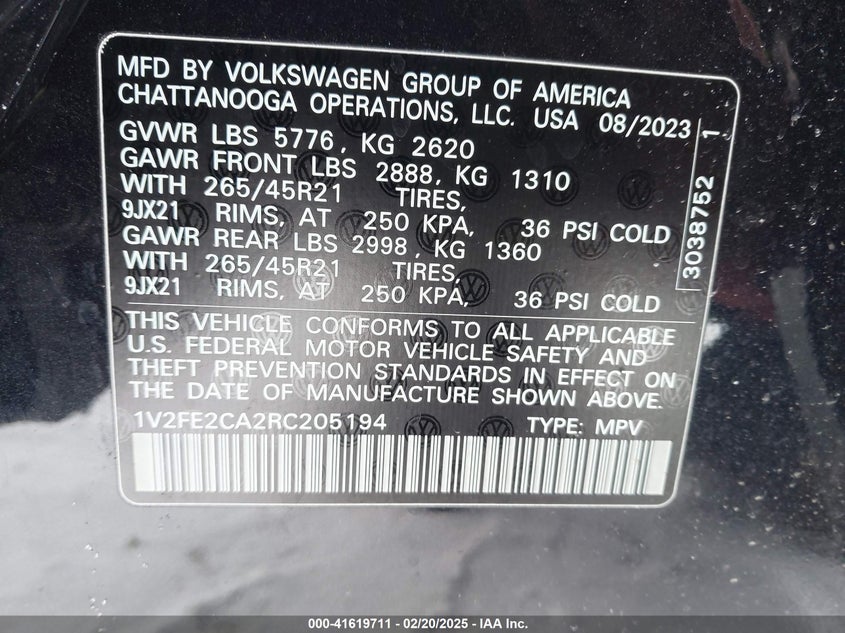 MFD BY VOLKSWAGEN GROUP OF AMERICA
CHATTANOOGA OPERATIONS, LLC. USA 08/2023
GVWR LBS 5776, KG 2620
GAWR FRONT LBS 2888, KG 1310
WITH 265/45R21 TIRES,
9JX21 RIMS, AT 250 KPA, 36 PSI COLD
GAWR REAR LBS 2998, KG 1360
WITH 265/45R21 TIRES,
9JX21 RIMS, AT 250 KPA, 36 PSI COLD
THIS VEHICLE CONFORMS TO ALL APPLICABLE
U.S. FEDERAL MOTOR VEHICLE SAFETY AND
THEFT PREVENTION STANDARDS IN EFFECT ON
THE DATE OF MANUFACTURE SHOWN ABOVE.
1V2FE2CA2RC205194 TYPE: MPV
3038752 1
000-41619711 - 02/20/2025 - IAA Inc.